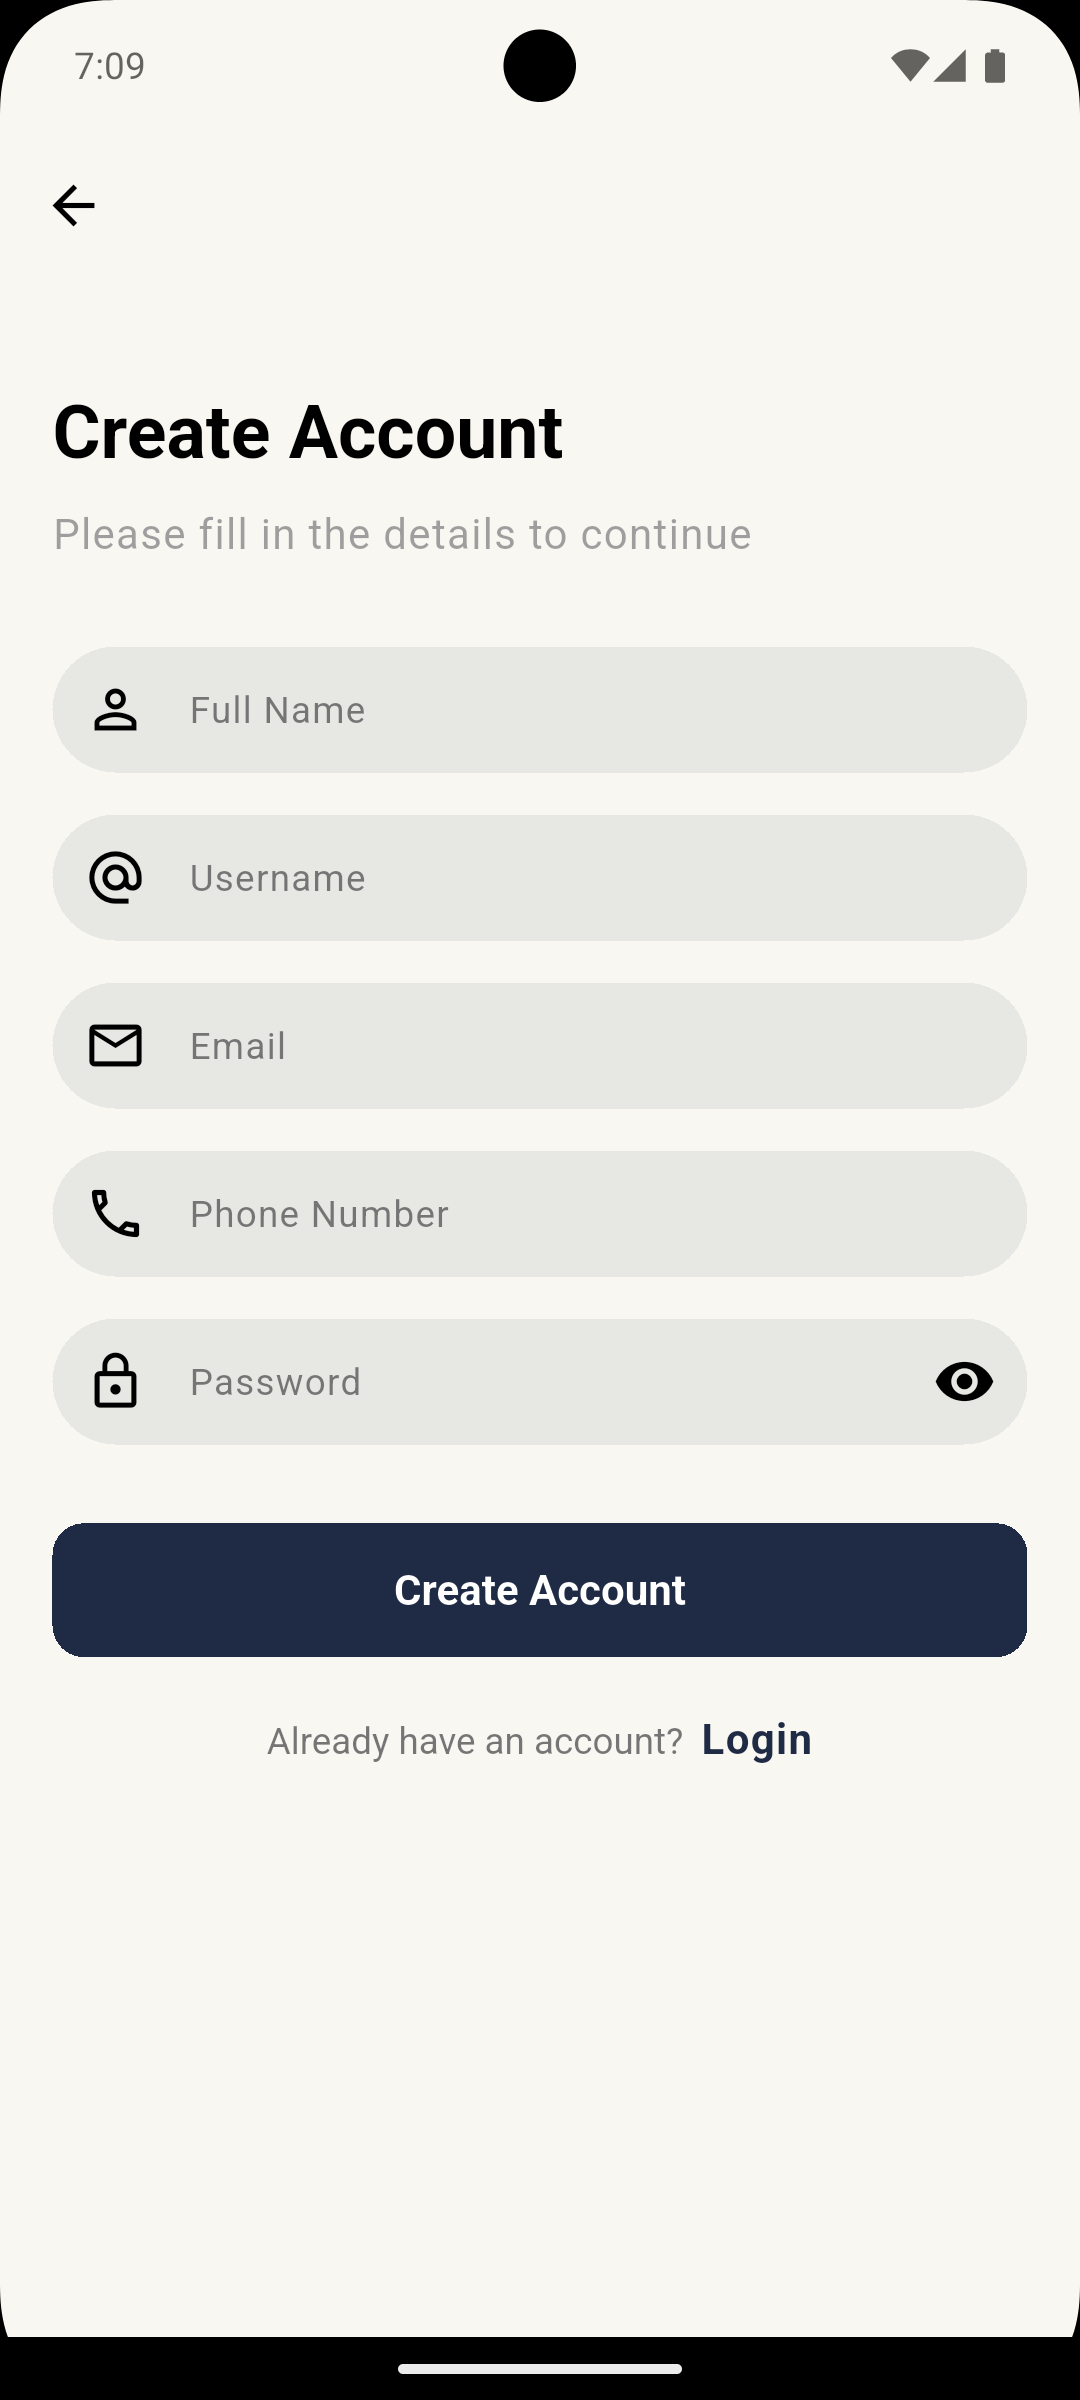 7:09
Create Account
Please fill in the details to continue
Full Name
Username
Email
Phone Number
Password
Create Account
Already have an account? Login